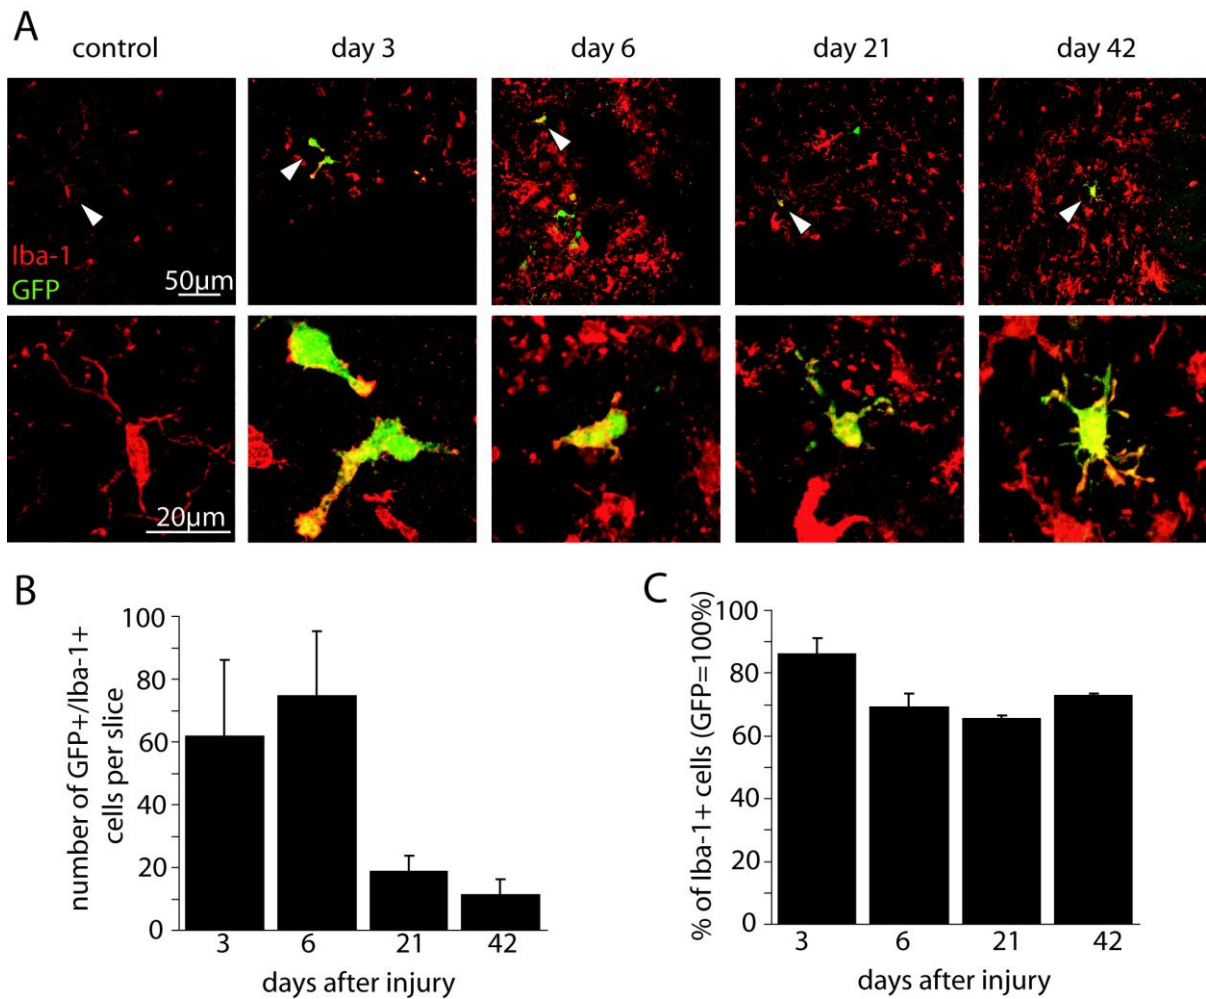 A
control
day 3
day 6
day 21
day 42
Iba-1
GFP
50µm
20µm
B
number of GFP+/Iba-1+
cells per slice
100
80
60
40
20
0
3
6
21
42
days after injury
C
% of Iba-1+ cells (GFP=100%)
100
80
60
40
20
0
3
6
21
42
days after injury